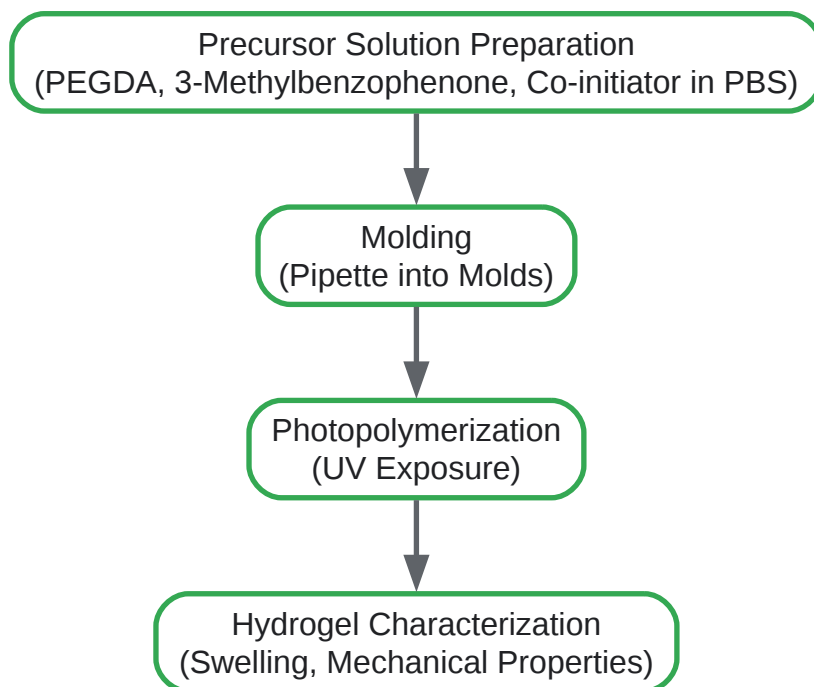 Precursor Solution Preparation
(PEGDA, 3-Methylbenzophenone, Co-initiator in PBS)
Molding
(Pipette into Molds)
Photopolymerization
(UV Exposure)
Hydrogel Characterization
(Swelling, Mechanical Properties)